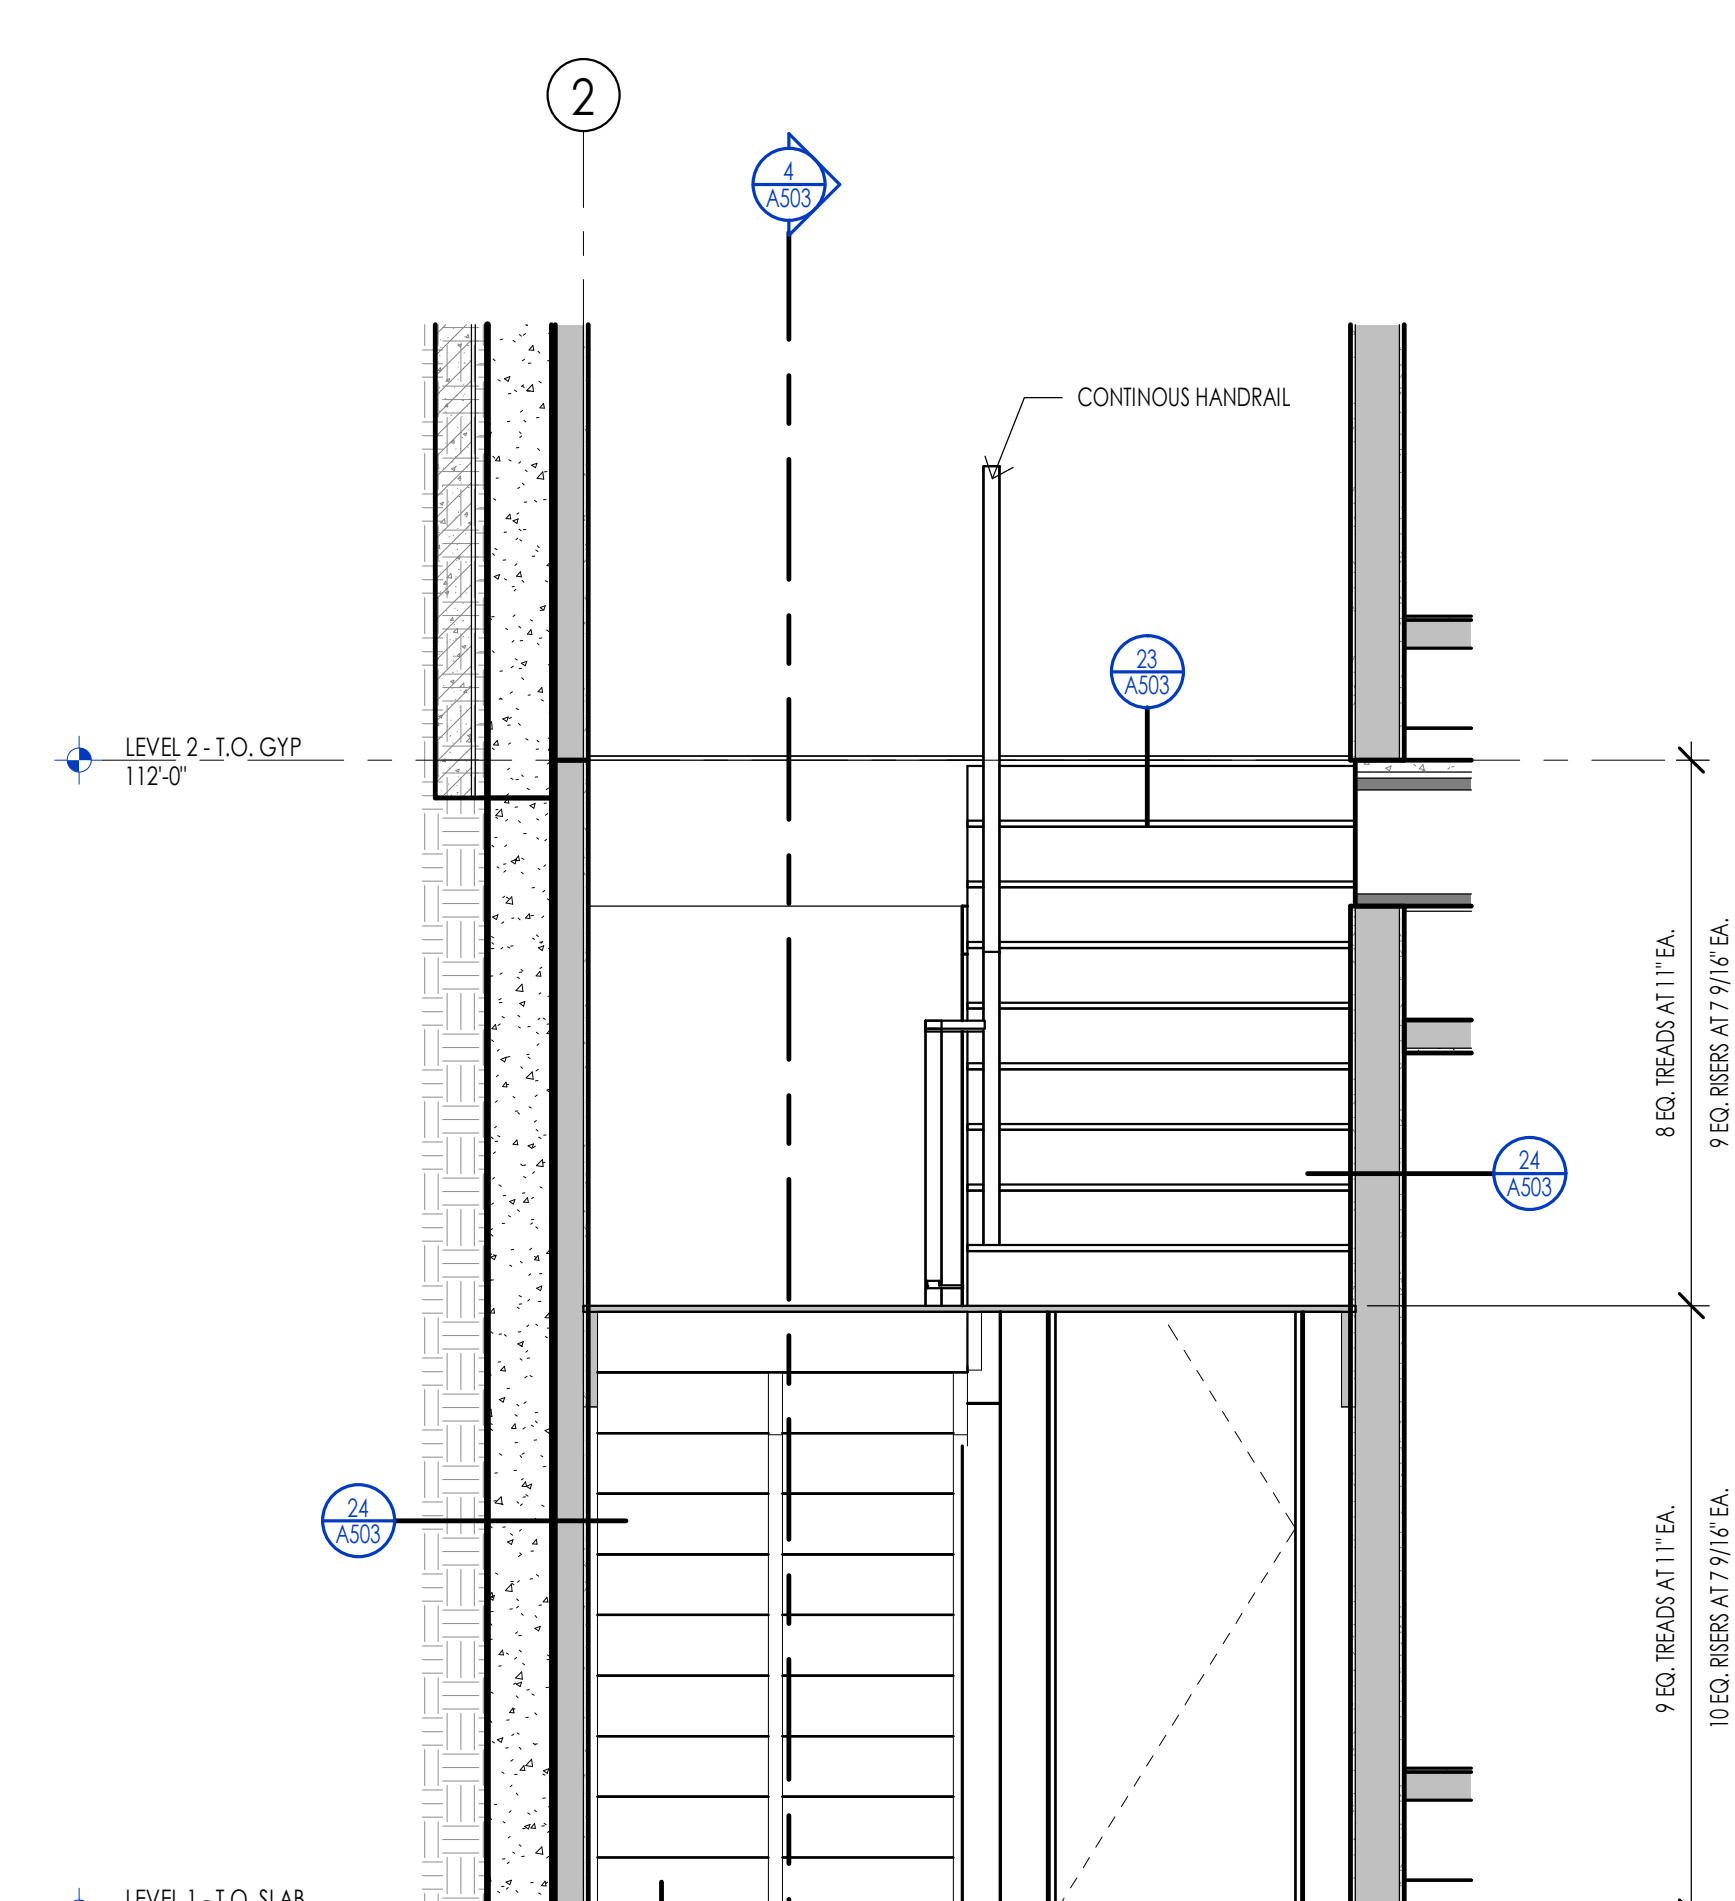 2
4
A503
CONTINOUS HANDRAIL
23
A503
LEVEL 2 - T.O. GYP
112'-0"
8 EQ. TREADS AT 11" EA.
9 EQ. RISERS AT 7 9/16" EA.
24
A503
24
A503
9 EQ. TREADS AT 11" EA.
10 EQ. RISERS AT 7 9/16" EA.
LEVEL 1 - T.O. SLAB